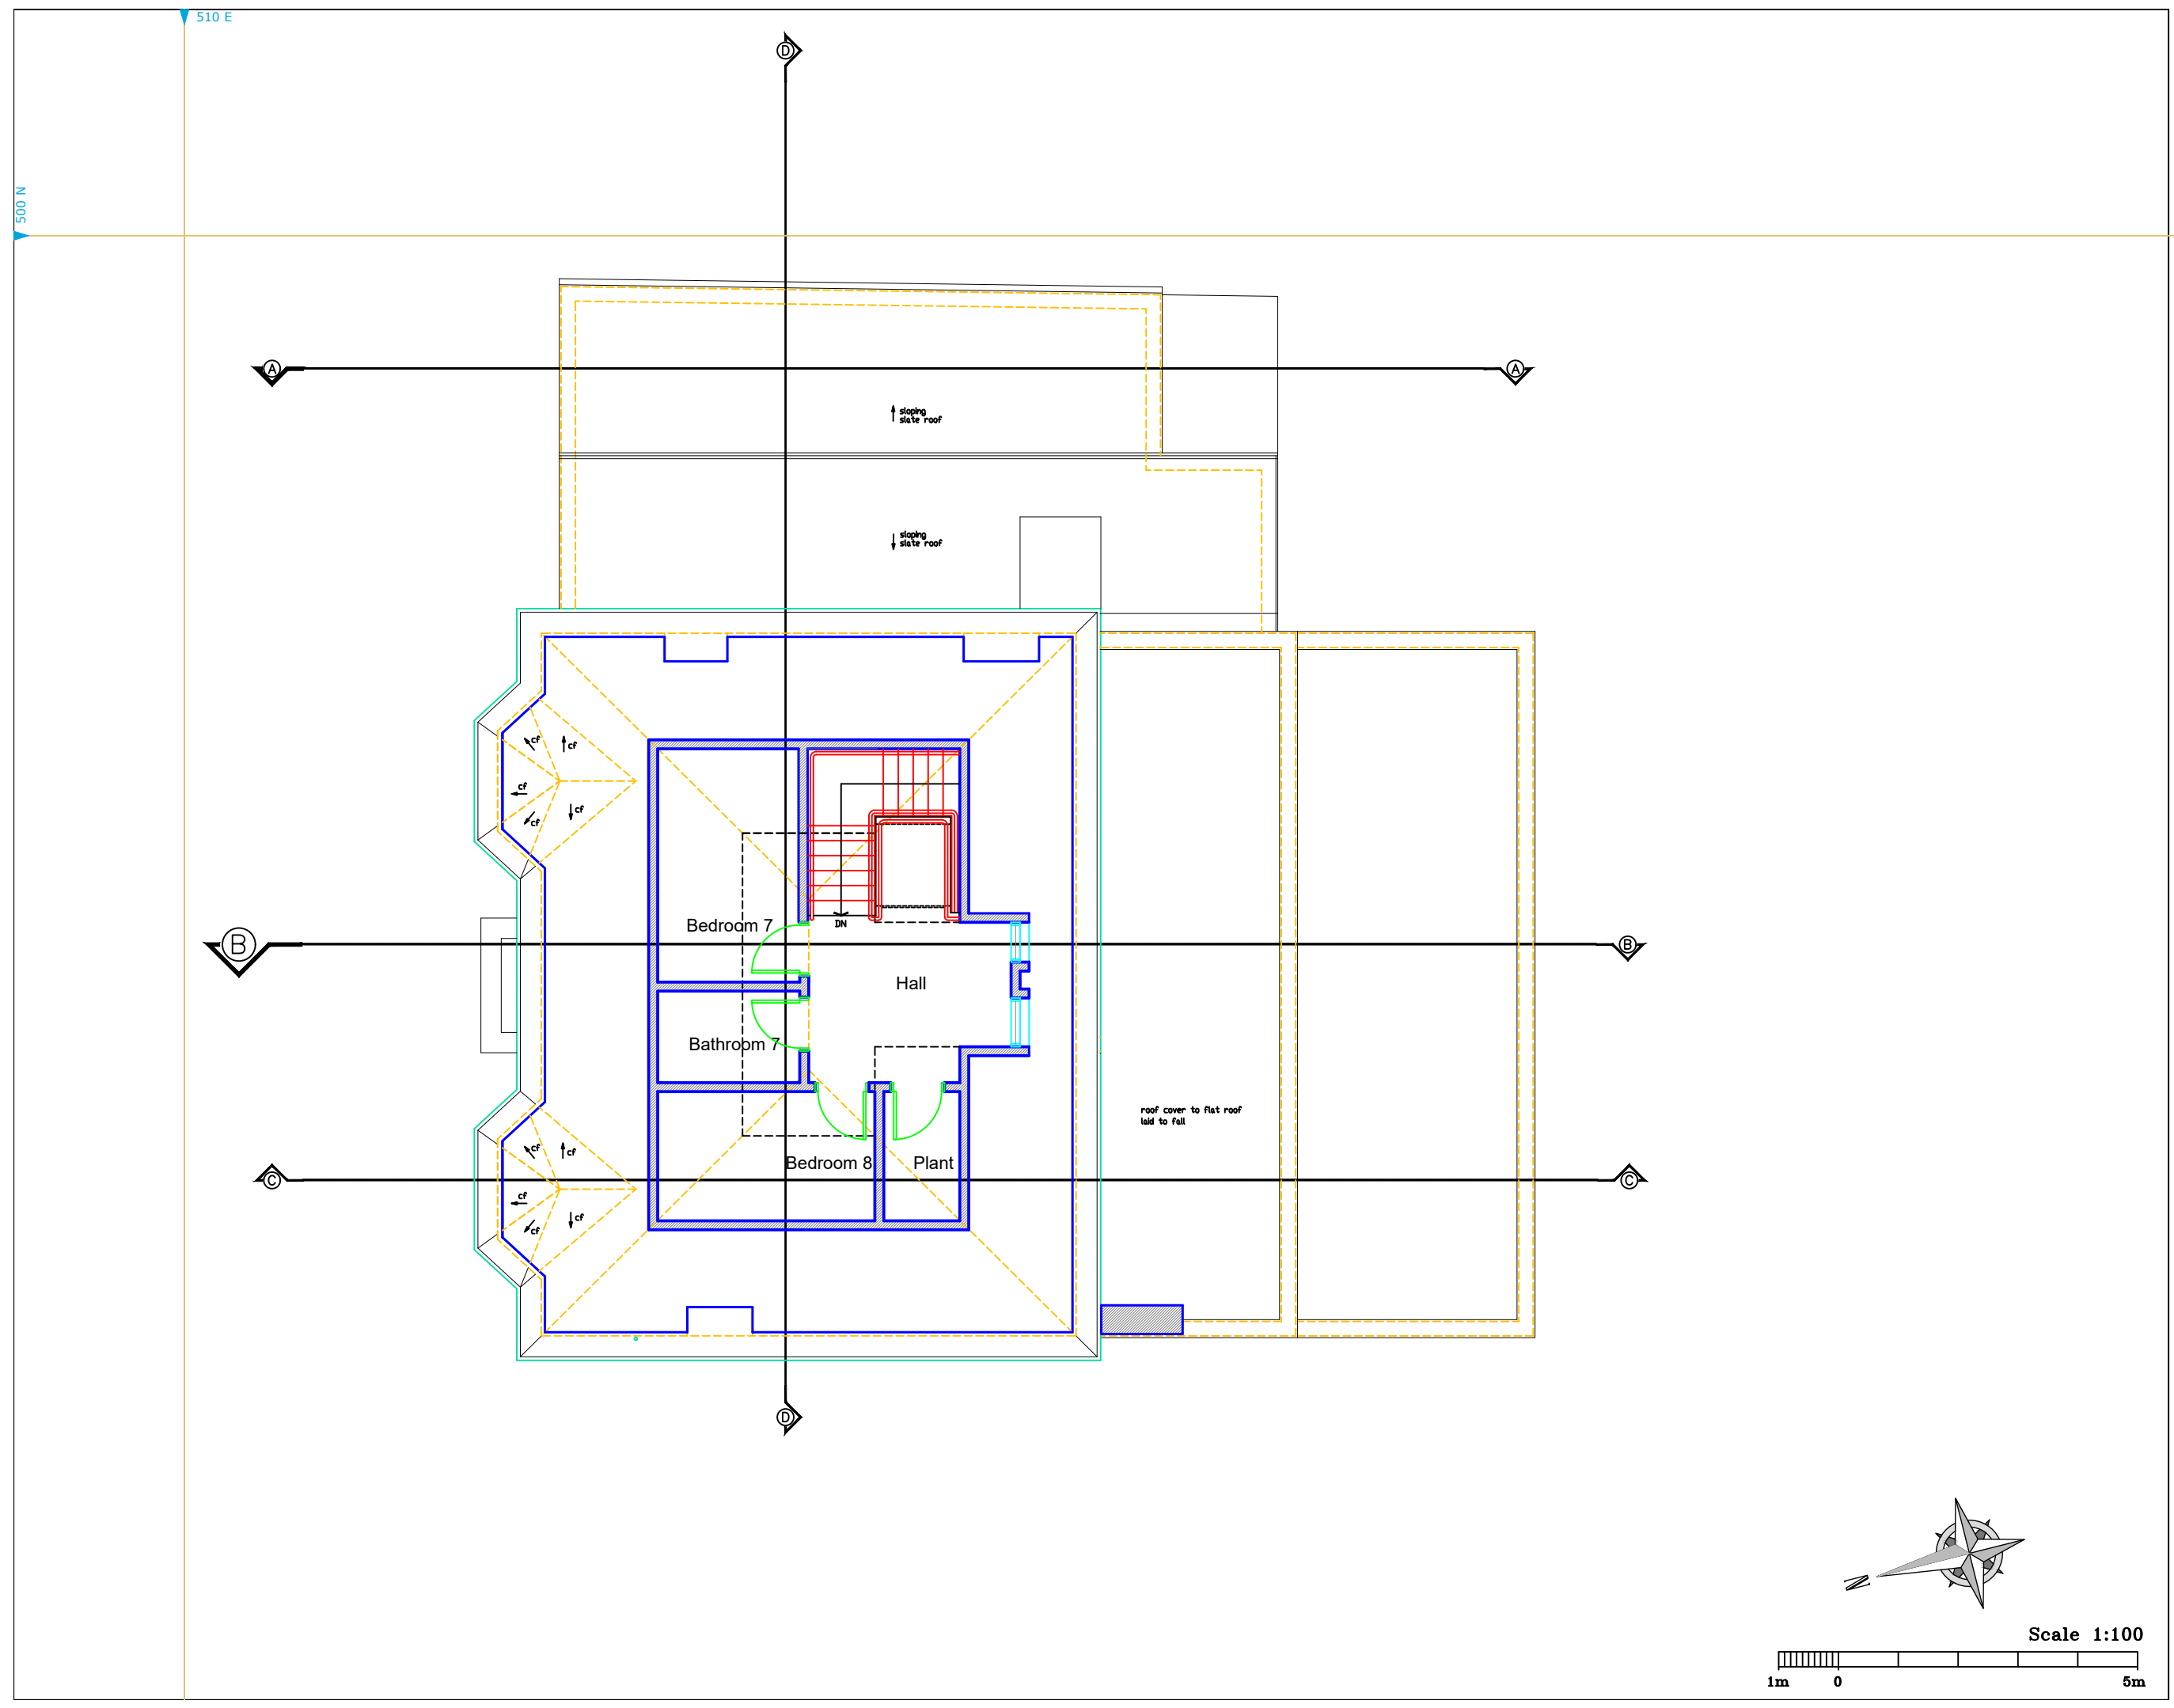 510 E
D
500 N
A
A
sloping
slate roof
sloping
slate roof
cf
cf
cf
cf
cf
Bedroom 7
DN
B
B
Hall
Bathroom 7
roof cover to flat roof
laid to fall
cf
cf
cf
cf
cf
Bedroom 8
Plant
C
C
D
N
Scale 1:100
1m
0
5m